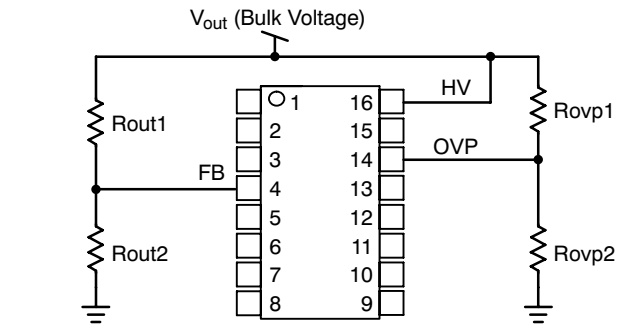 Vout (Bulk Voltage)
HV
1 16
Rout1
Rovp1
2 15
OVP
3 14
FB
4 13
5 12
6 11
Rout2
Rovp2
7 10
8 9